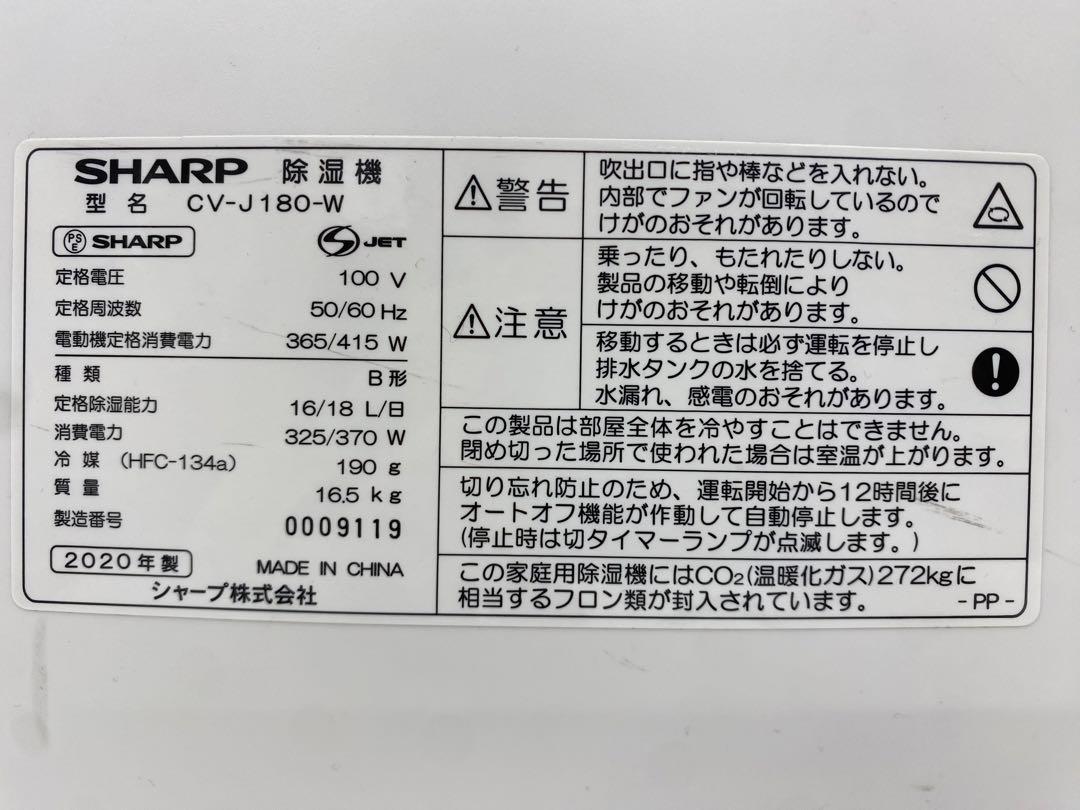 SHARP 除湿機
型名 CV-J180-W
PSE SHARP
S JET
定格電圧 100 V
定格周波数 50/60 Hz
電動機定格消費電力 365/415 W
種類 B形
定格除湿能力 16/18 L/日
消費電力 325/370 W
冷媒 (HFC-134a) 190 g
質量 16.5 kg
製造番号 0009119
2020年製 MADE IN CHINA
シャープ株式会社
⚠警告
吹出口に指や棒などを入れない。
内部でファンが回転しているので
けがのおそれがあります。
⚠注意
乗ったり、もたれたりしない。
製品の移動や転倒により
けがのおそれがあります。
移動するときは必ず運転を停止し
排水タンクの水を捨てる。
水漏れ、感電のおそれがあります。
この製品は部屋全体を冷やすことはできません。
閉め切った場所で使われた場合は室温が上がります。
切り忘れ防止のため、運転開始から12時間後に
オートオフ機能が作動して自動停止します。
(停止時は切タイマーランプが点滅します。)
この家庭用除湿機にはCO₂(温暖化ガス)272kgに
相当するフロン類が封入されています。 -PP-